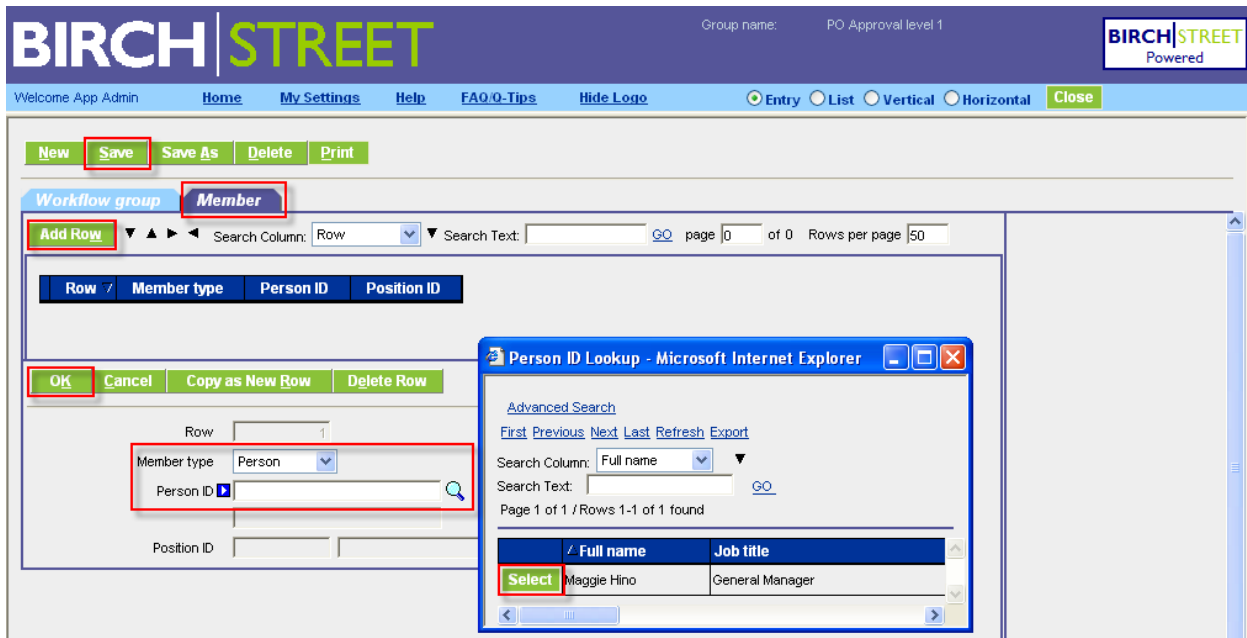 BIRCH STREET
Group name: PO Approval level 1
BIRCH STREET
Powered
Welcome App Admin Home My Settings Help FAQ/Q-Tips Hide Logo Entry List Vertical Horizontal Close
New Save Save As Delete Print
Workflow group Member
Add Row Search Column: Row Search Text: GO page 0 of 0 Rows per page 50
Row Member type Person ID Position ID
OK Cancel Copy as New Row Delete Row
Row 1
Member type Person
Person ID
Position ID
Person ID Lookup - Microsoft Internet Explorer
Advanced Search
First Previous Next Last Refresh Export
Search Column: Full name
Search Text: GO
Page 1 of 1 / Rows 1-1 of 1 found
Full name Job title
Select Maggie Hino General Manager